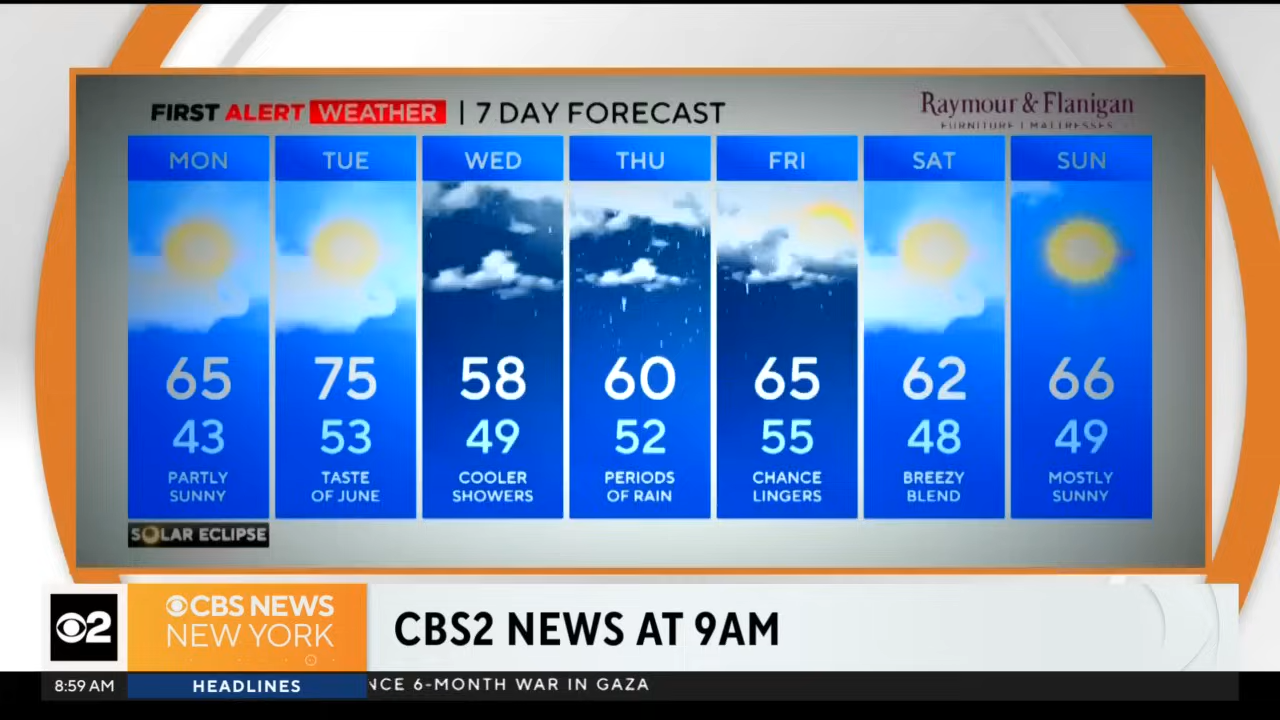 FIRST ALERT WEATHER | 7 DAY FORECAST
Raymour & Flanigan
FURNITURE | MATTRESSES
MON TUE WED THU FRI SAT SUN
65 75 58 60 65 62 66
43 53 49 52 55 48 49
PARTLY TASTE COOLER PERIODS CHANCE BREEZY MOSTLY
SUNNY OF JUNE SHOWERS OF RAIN LINGERS BLEND SUNNY
SOLAR ECLIPSE
2
CBS NEWS
NEW YORK
CBS2 NEWS AT 9AM
8:59 AM HEADLINES NCE 6-MONTH WAR IN GAZA